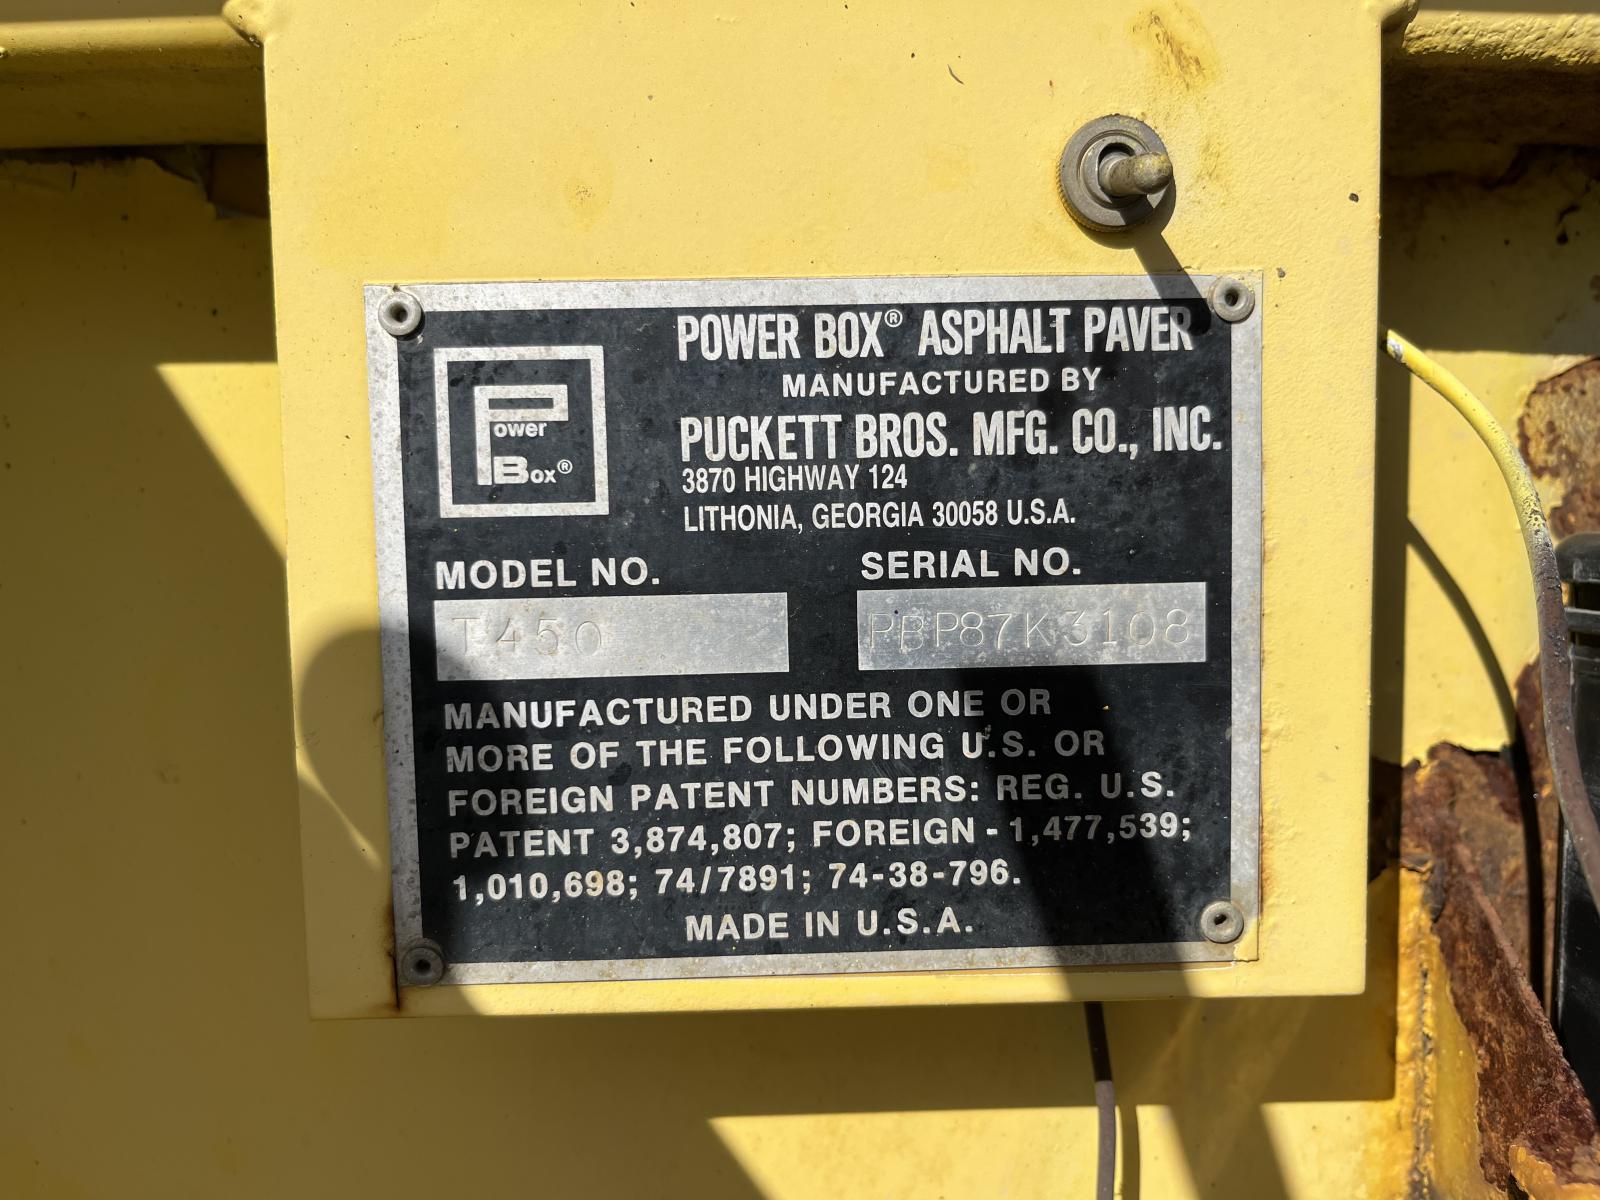 Power
Box®
POWER BOX® ASPHALT PAVER
MANUFACTURED BY
PUCKETT BROS. MFG. CO., INC.
3870 HIGHWAY 124
LITHONIA, GEORGIA 30058 U.S.A.
MODEL NO. SERIAL NO.
T450 PBP87K3108
MANUFACTURED UNDER ONE OR
MORE OF THE FOLLOWING U.S. OR
FOREIGN PATENT NUMBERS: REG. U.S.
PATENT 3,874,807; FOREIGN - 1,477,539;
1,010,698; 74/7891; 74-38-796.
MADE IN U.S.A.